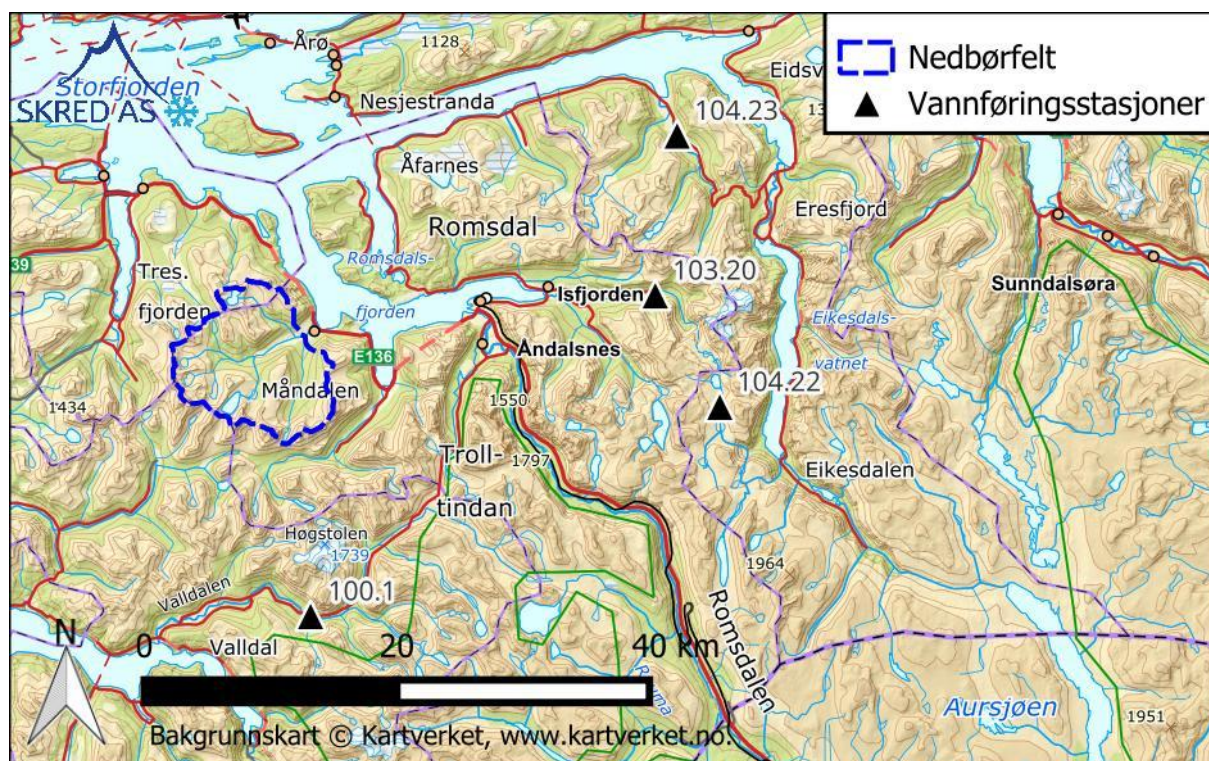 Årø
1128
Storfjorden
SKRED AS
Nesjestranda
Eidsv
Nedbørfelt
Vannføringsstasjoner
104.23
Åfarnes
Romsdal
Eresfjord
39
Tres.
fjorden
Romsdals-
fjorden
103.20
Isfjorden
Sunndalsøra
Eikesdals-
vatnet
E136
Åndalsnes
Måndalen
1434
1550
104.22
Troll-
1797
tindan
Eikesdalen
Høgstolen
1739
1964
Valldalen
100.1
Romsdalen
N
0
20
40 km
Valldal
Aursjøen
1951
Bakgrunnskart © Kartverket, www.kartverket.no.